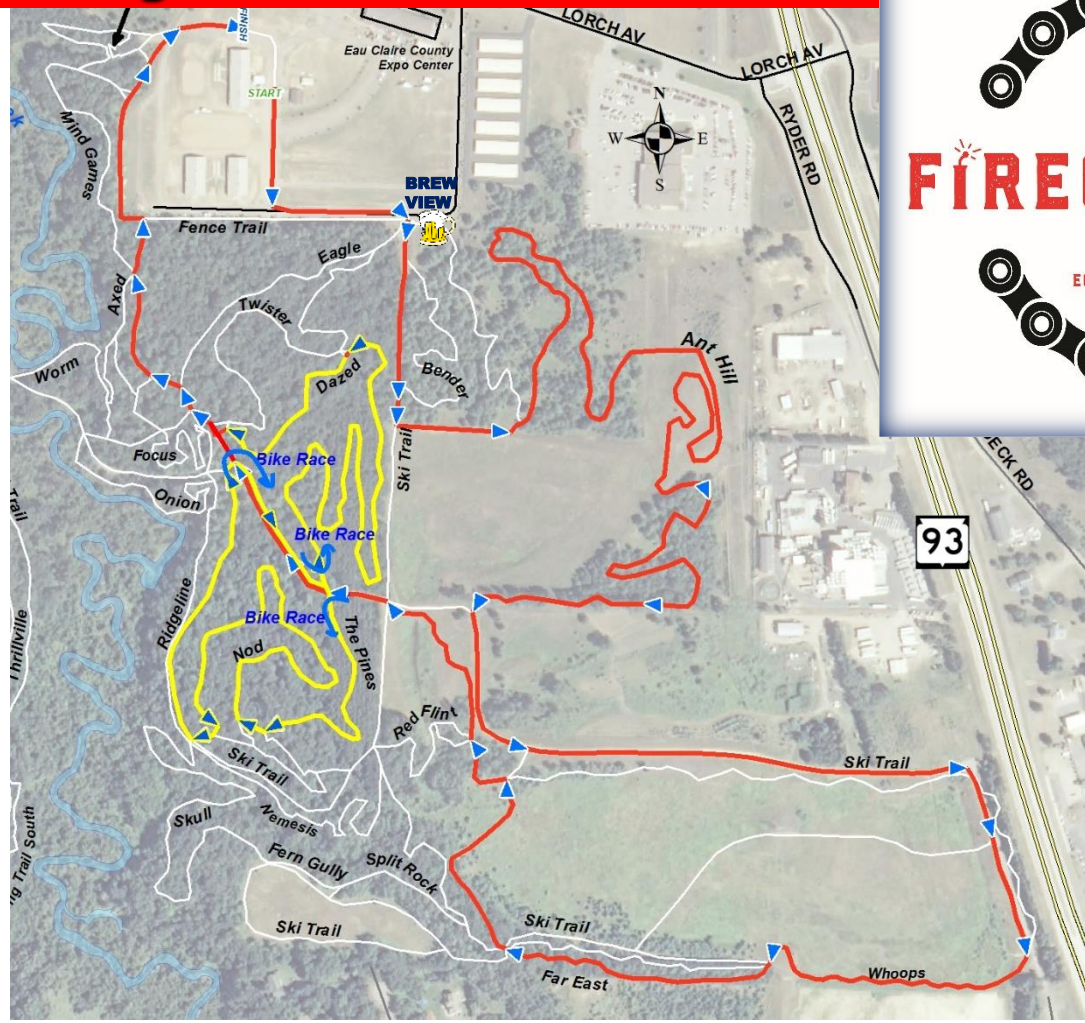 FINISH
LORCH AV
Eau Claire County
Expo Center
LORCH AV
START
N
W E
S
RYDER RD
Mind Games
BREW
VIEW
Fence Trail
Eagle
Axed
Twister
Ant Hill
Worm
Dazed
Bender
Focus
Bike Race
Ski Trail
Onion
Trail
93
Bike Race
Ridgeline
Bike Race
The Pines
Nod
Thrillville
Red Flint
Ski Trail
Ski Trail
Skull
Nemesis
Fern Gully
Split Rock
Trail South
Ski Trail
Ski Trail
Far East
Whoops